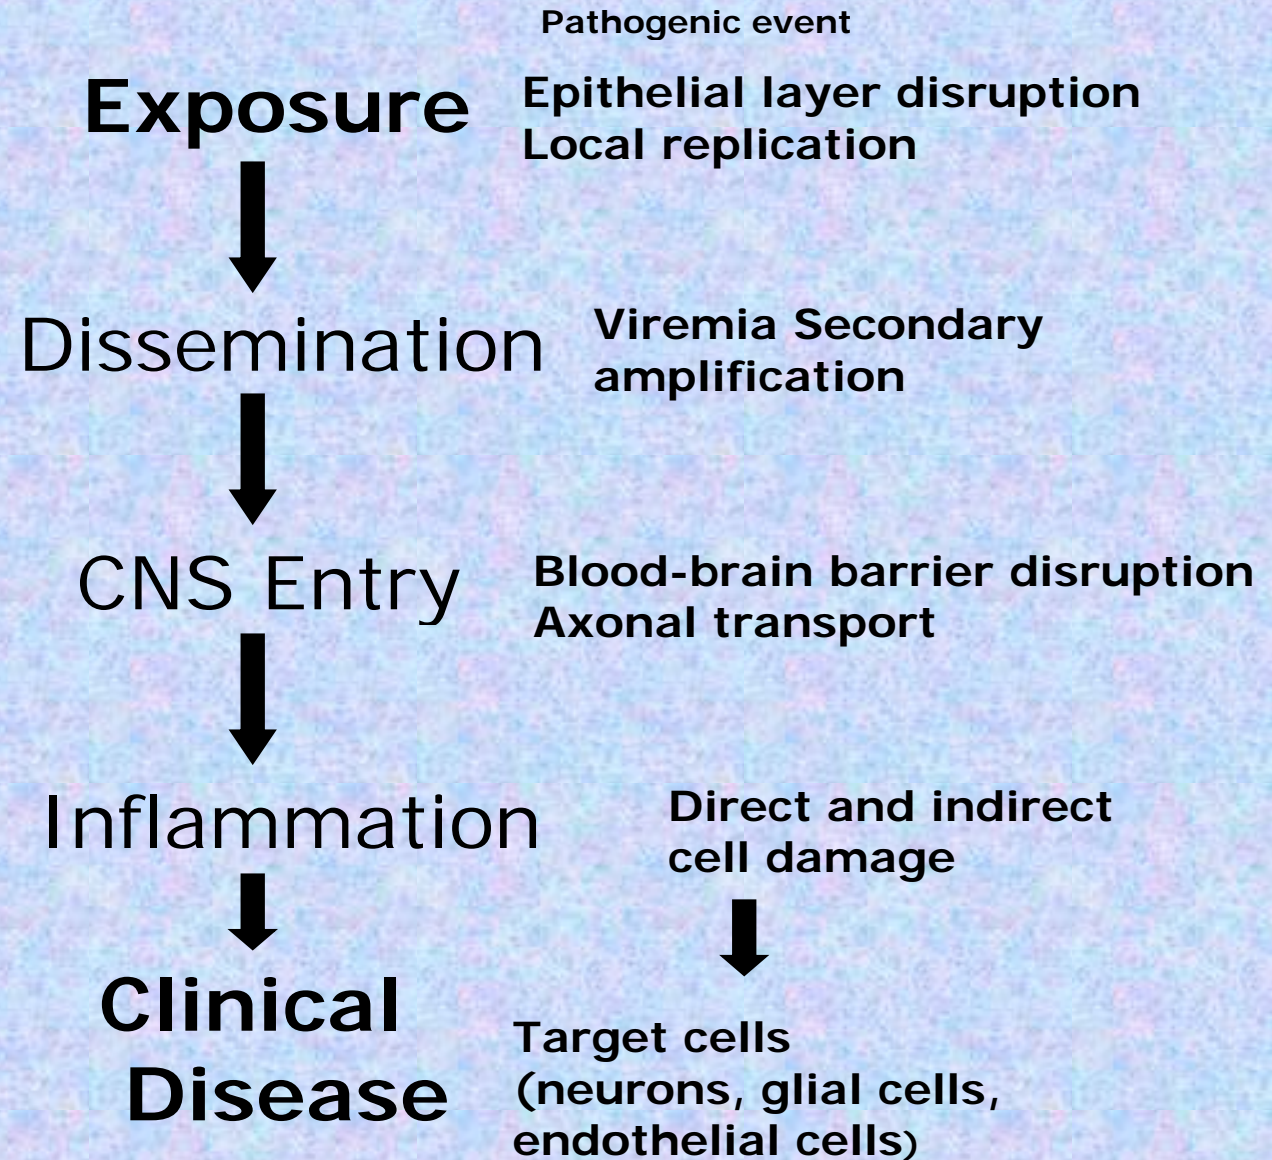 Pathogenic event
Exposure
Epithelial layer disruption
Local replication
Dissemination
Viremia Secondary
amplification
CNS Entry
Blood-brain barrier disruption
Axonal transport
Inflammation
Direct and indirect
cell damage
Clinical
Disease
Target cells
(neurons, glial cells,
endothelial cells)